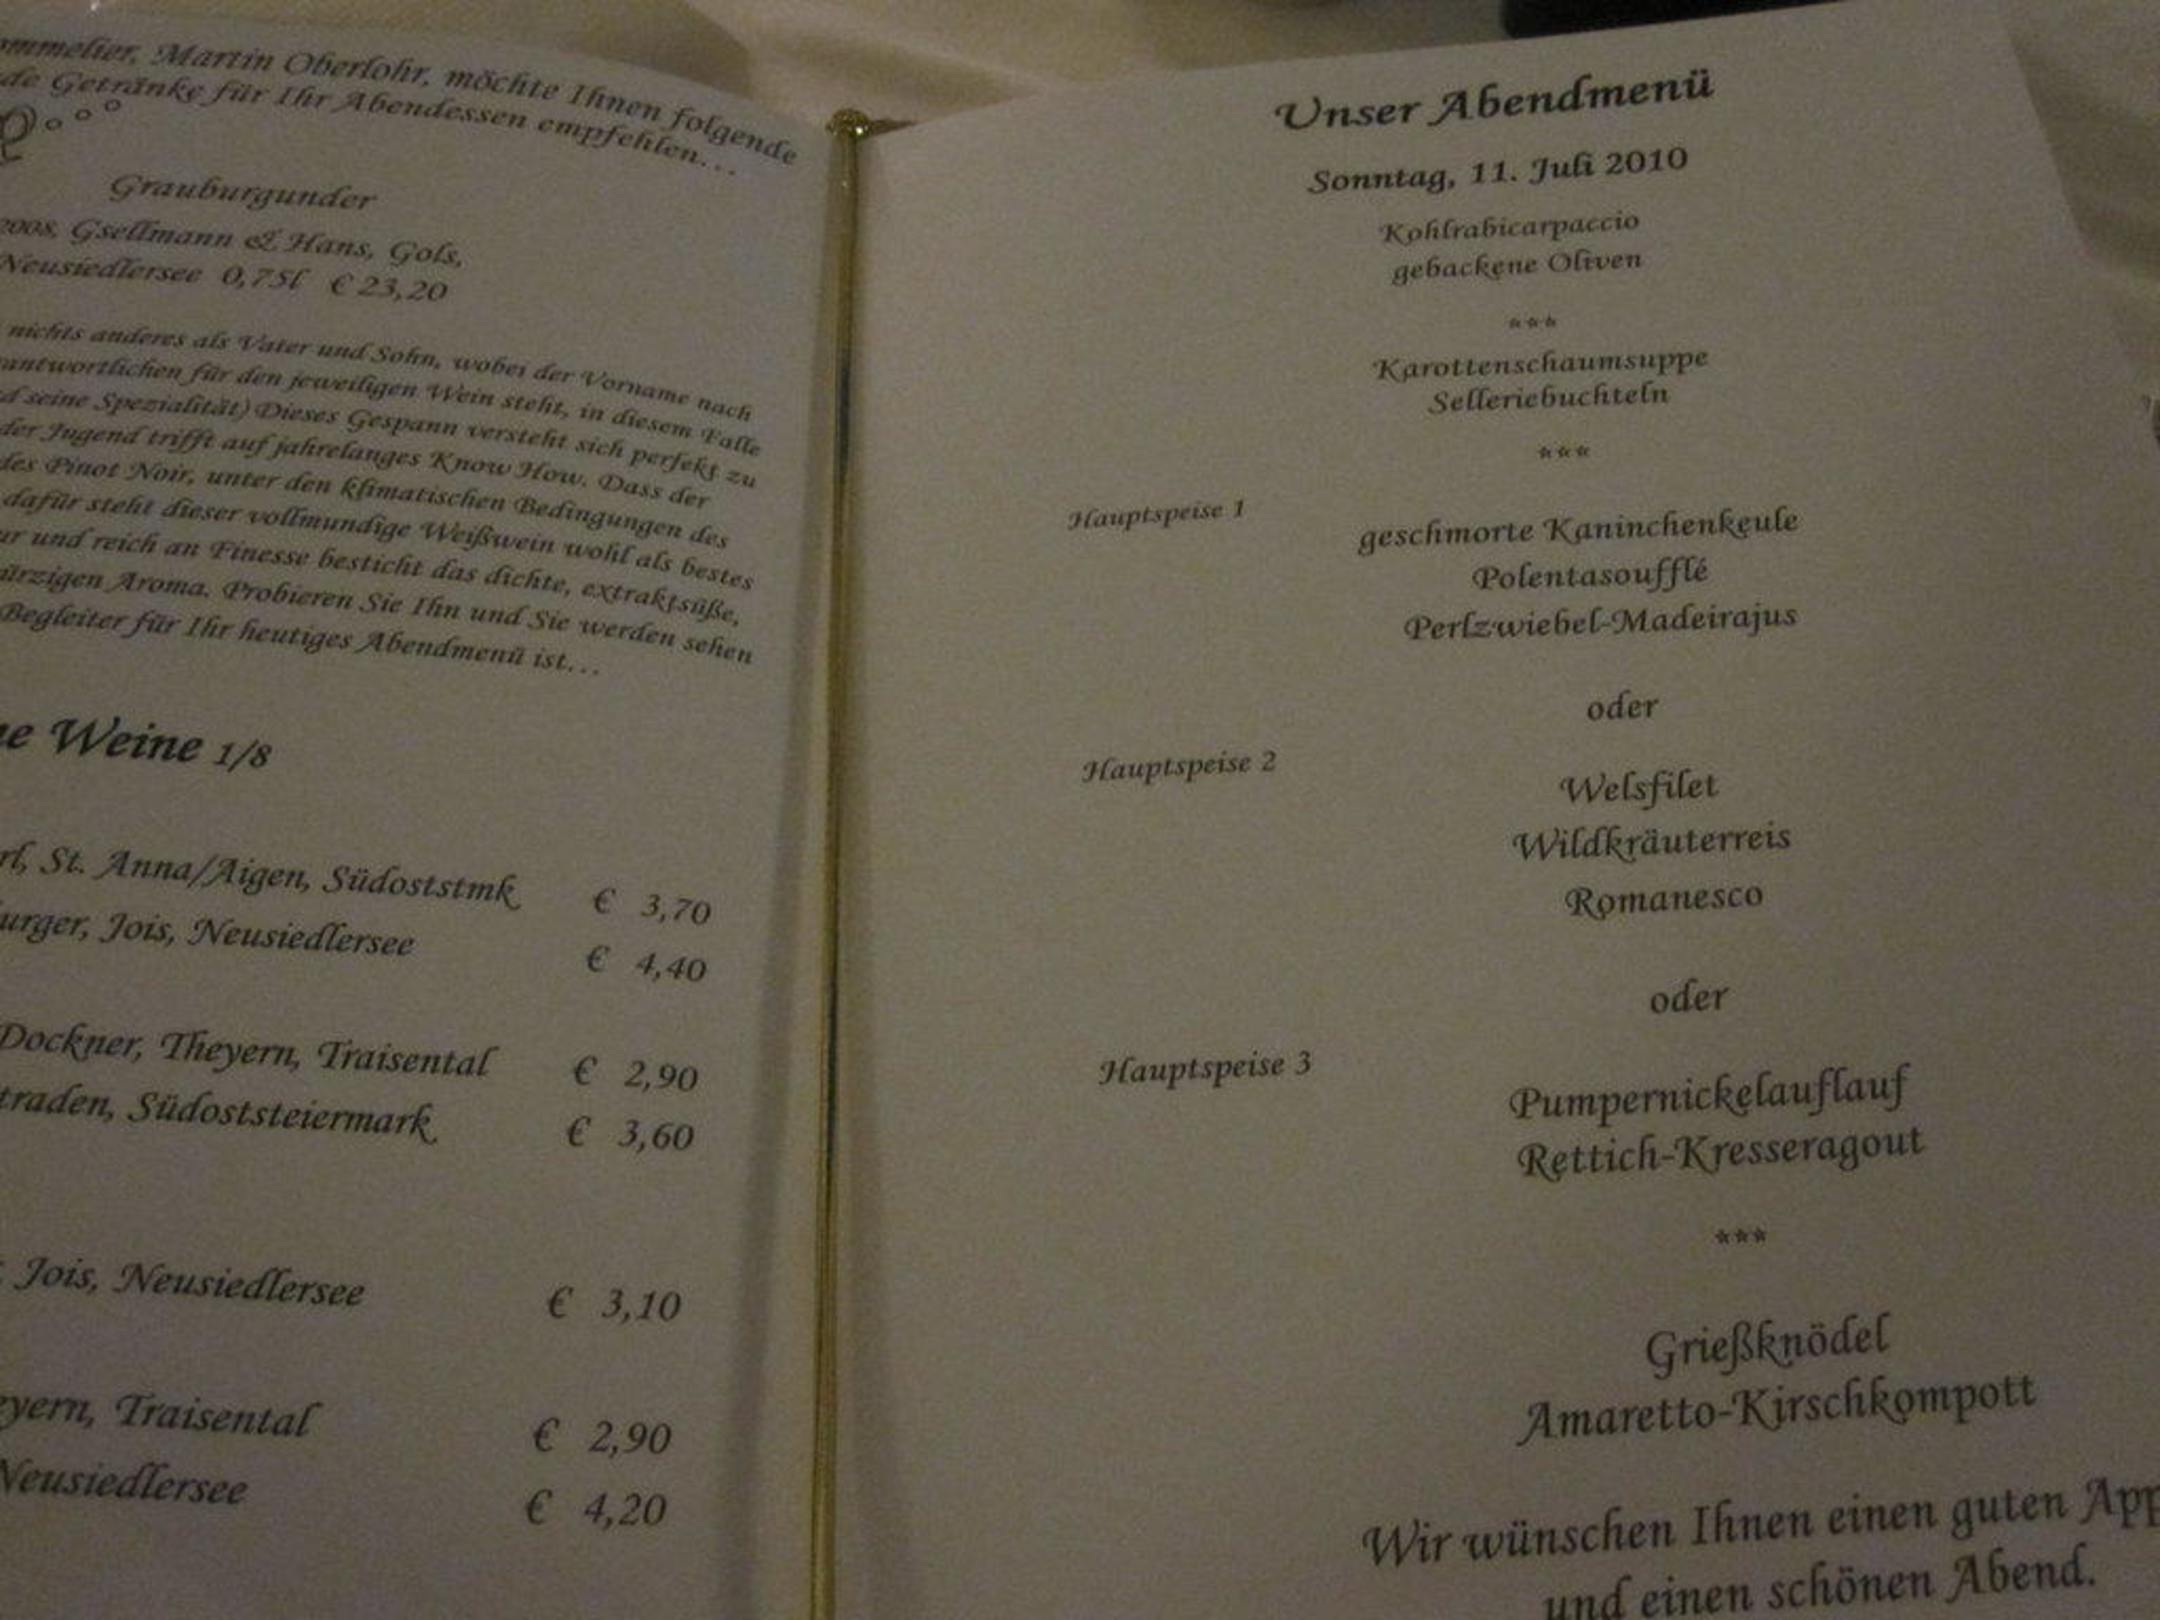 ommelier, Martin Oberlohr, möchte Ihnen folgende
de Getränke für Ihr Abendessen empfehlen...
Grauburgunder
Gsellmann & Hans, Gols,
Neusiedlersee 0,75l € 23,20
nichts anderes als Vater und Sohn, wobei der Vorname nach
rantwortlichen für den jeweiligen Wein steht, in diesem Falle
d seine Spezialität) Dieses Gespann versteht sich perfekt zu
der Jugend trifft auf jahrelanges Know How. Dass der
des Pinot Noir, unter den klimatischen Bedingungen des
dafür steht dieser vollmundige Weißwein wohl als bestes
ur und reich an Finesse besticht das dichte, extraktsüße,
ürzigen Aroma. Probieren Sie Ihn und Sie werden sehen
Begleiter für Ihr heutiges Abendmenü ist...
ne Weine 1/8
rl, St. Anna/Aigen, Südoststmk € 3,70
urger, Jois, Neusiedlersee € 4,40
Dockner, Theyern, Traisental € 2,90
traden, Südoststeiermark € 3,60
Jois, Neusiedlersee € 3,10
eyern, Traisental € 2,90
Neusiedlersee € 4,20
Unser Abendmenü
Sonntag, 11. Juli 2010
Kohlrabicarpaccio
gebackene Oliven
***
Karottenschaumsuppe
Selleriebuchteln
***
Hauptspeise 1 geschmorte Kaninchenkeule
Polentasoufflé
Perlzwiebel-Madeirajus
oder
Hauptspeise 2 Welsfilet
Wildkräuterreis
Romanesco
oder
Hauptspeise 3 Pumpernickelauflauf
Rettich-Kresseragout
***
Grießknödel
Amaretto-Kirschkompott
Wir wünschen Ihnen einen guten App
und einen schönen Abend.